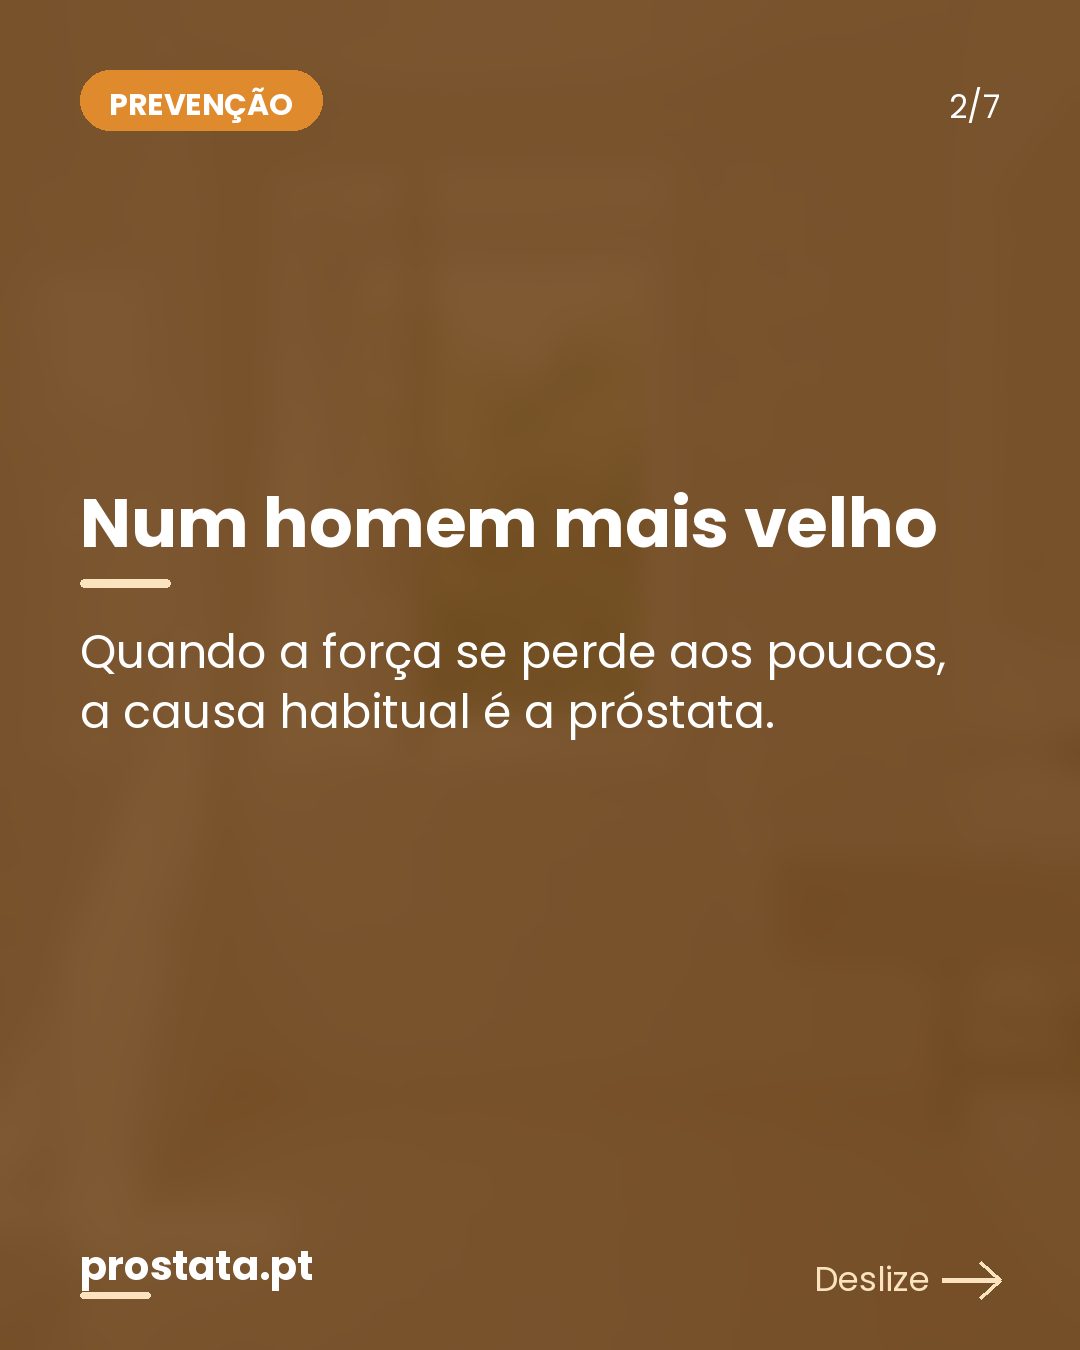 PREVENÇÃO
2/7
Num homem mais velho
Quando a força se perde aos poucos,
a causa habitual é a próstata.
prostata.pt
Deslize